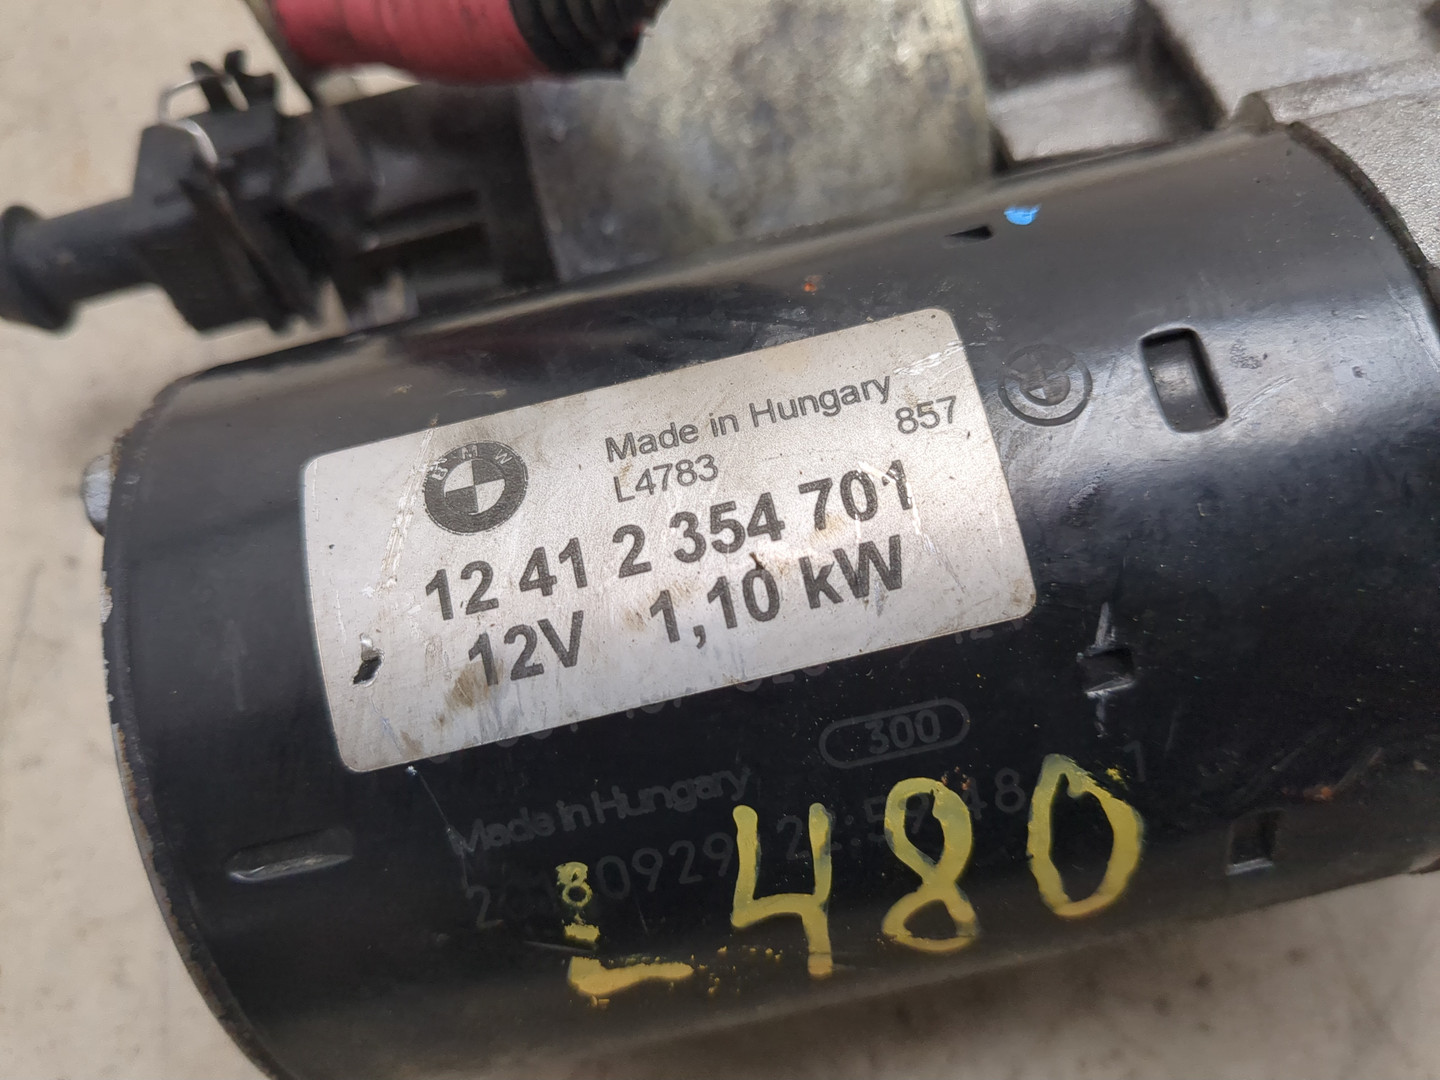 BMW
Made in Hungary
L4783 857
12 41 2 354 701
12V 1,10 kW
300
Made in Hungary
L 480